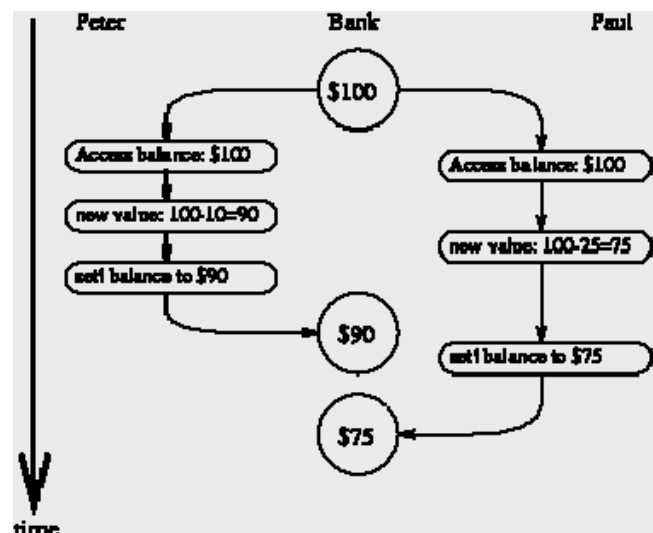 Peter Bank Paul
$100
Access balance: $100
Access balance: $100
new value: 100-10=90
new value: 100-25=75
set! balance to $90
$90
set! balance to $75
$75
time